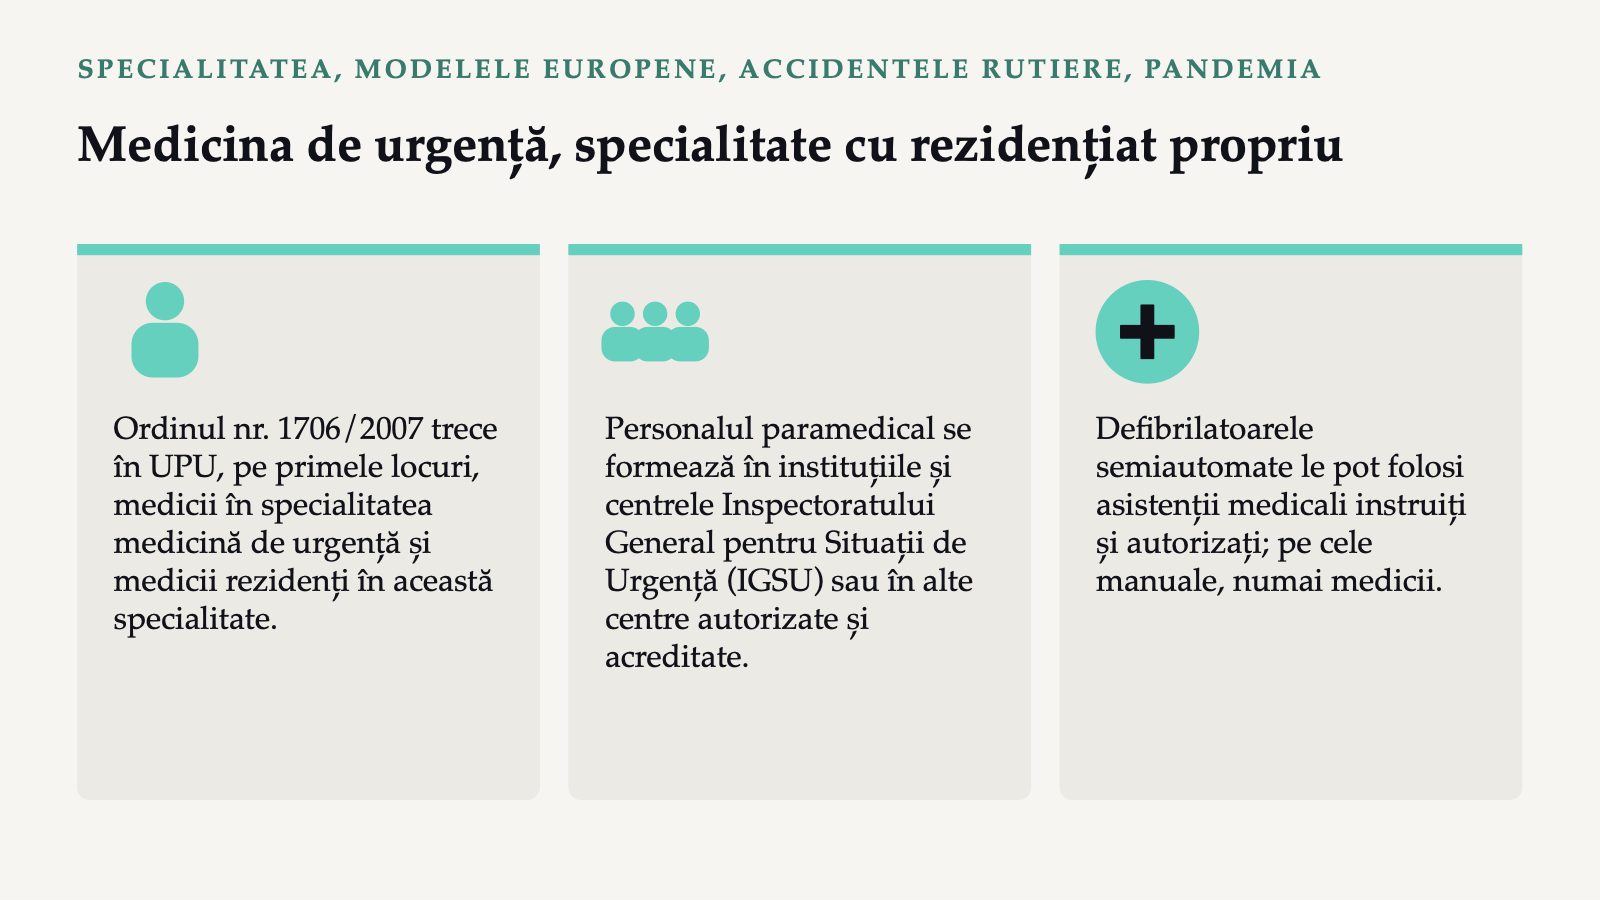 SPECIALITATEA, MODELELE EUROPENE, ACCIDENTELE RUTIERE, PANDEMIA
Medicina de urgență, specialitate cu rezidențiat propriu
Ordinul nr. 1706/2007 trece
în UPU, pe primele locuri,
medicii în specialitatea
medicină de urgență și
medicii rezidenți în această
specialitate.
Personalul paramedical se
formează în instituțiile și
centrele Inspectoratului
General pentru Situații de
Urgență (IGSU) sau în alte
centre autorizate și
acreditate.
Defibrilatoarele
semiautomate le pot folosi
asistenții medicali instruiți
și autorizați; pe cele
manuale, numai medicii.